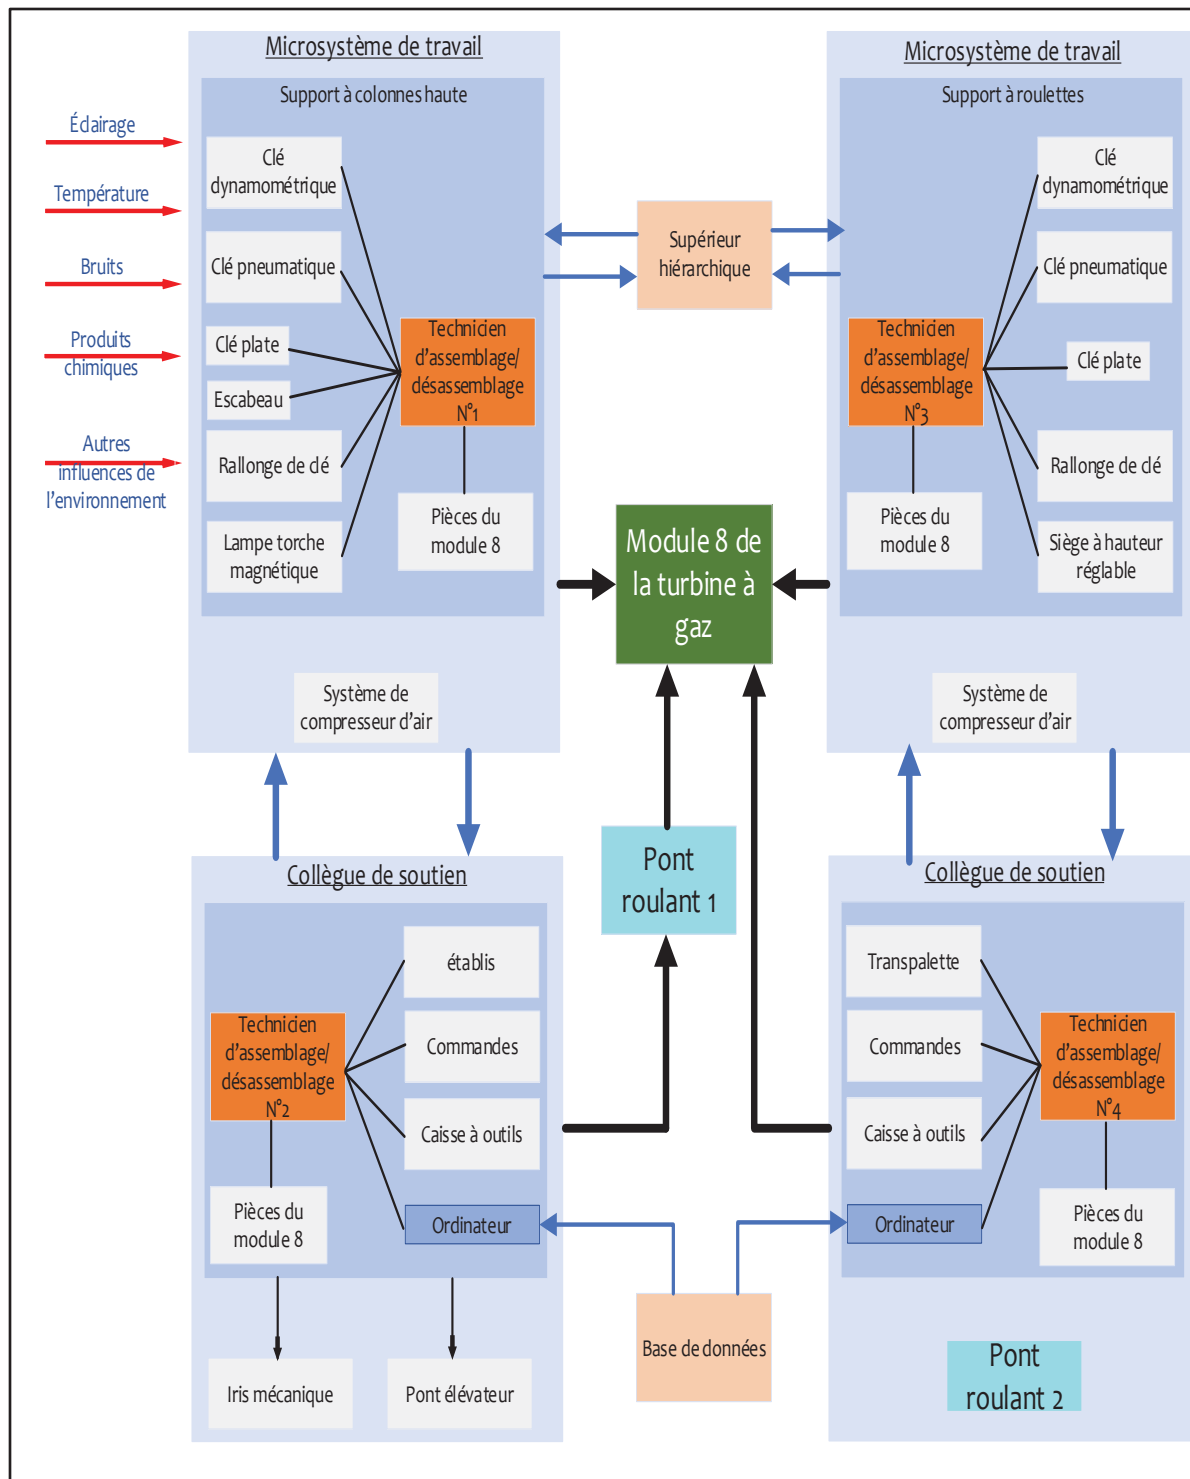 Microsystème de travail
Support à colonnes haute
Éclairage
Température
Bruits
Produits
chimiques
Autres
influences de
l'environnement
Clé
dynamométrique
Clé pneumatique
Clé plate
Escabeau
Rallonge de clé
Lampe torche
magnétique
Technicien
d'assemblage/
désassemblage
N°1
Pièces du
module 8
Système de
compresseur d'air
Supérieur
hiérarchique
Microsystème de travail
Support à roulettes
Clé
dynamométrique
Clé pneumatique
Clé plate
Rallonge de clé
Siège à hauteur
réglable
Technicien
d'assemblage/
désassemblage
N°3
Pièces du
module 8
Système de
compresseur d'air
Module 8 de
la turbine à
gaz
Pont
roulant 1
Collègue de soutien
établis
Commandes
Caisse à outils
Ordinateur
Technicien
d'assemblage/
désassemblage
N°2
Pièces du
module 8
Iris mécanique
Pont élévateur
Base de données
Collègue de soutien
Transpalette
Commandes
Caisse à outils
Ordinateur
Technicien
d'assemblage/
désassemblage
N°4
Pièces du
module 8
Pont
roulant 2